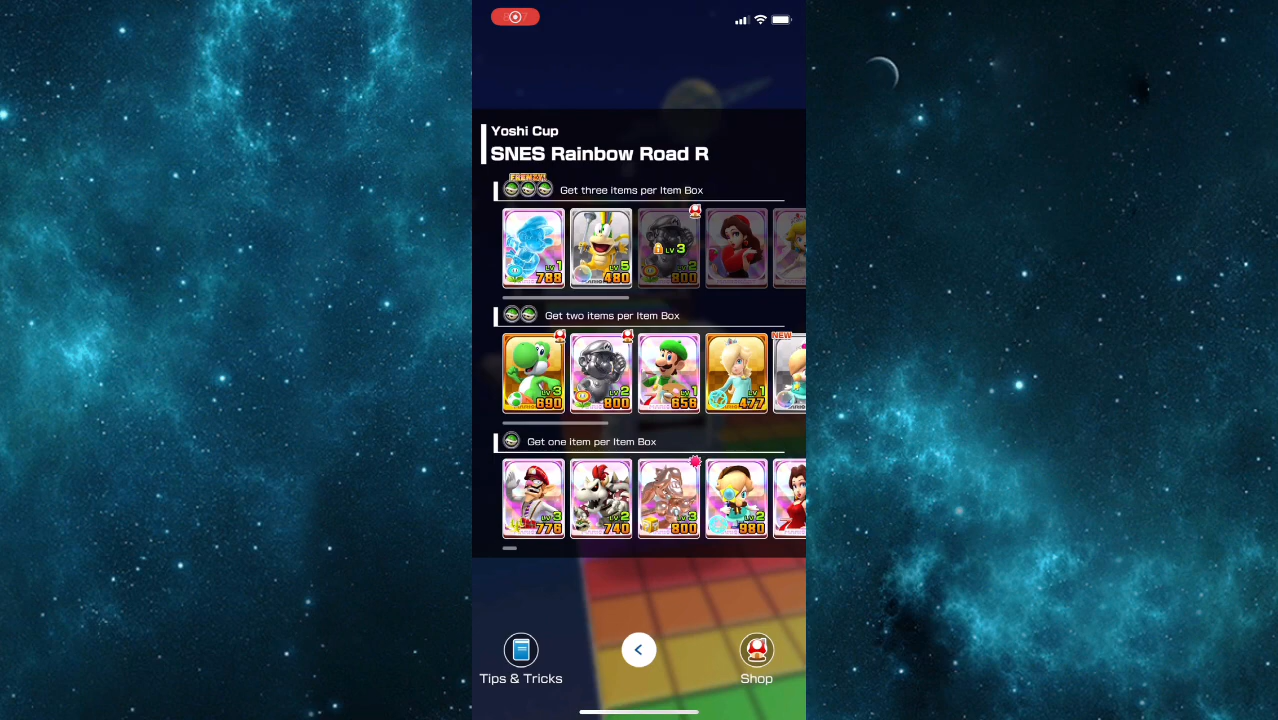 Yoshi Cup
SNES Rainbow Road R
FRENZY
Get three items per Item Box
LV 1
788
LV 5
480
LV 3
LV 2
800
Get two items per Item Box
LV 3
690
LV 2
800
LV 1
656
LV 1
477
NEW
Get one item per Item Box
LV 3
778
LV 2
740
LV 3
800
LV 2
980
Tips & Tricks
Shop